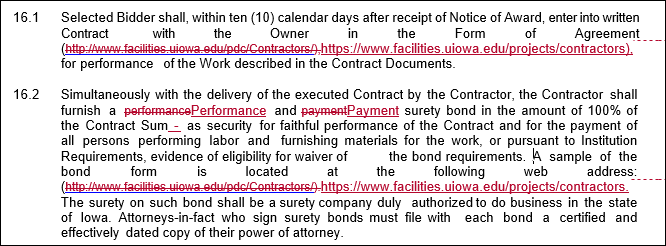 16.1 Selected Bidder shall, within ten (10) calendar days after receipt of Notice of Award, enter into written
Contract with the Owner in the Form of Agreement
(http://www.facilities.uiowa.edu/pdc/Contractors/),https://www.facilities.uiowa.edu/projects/contractors),
for performance of the Work described in the Contract Documents.
16.2 Simultaneously with the delivery of the executed Contract by the Contractor, the Contractor shall
furnish a performancePerformance and paymentPayment surety bond in the amount of 100% of
the Contract Sum - as security for faithful performance of the Contract and for the payment of
all persons performing labor and furnishing materials for the work, or pursuant to Institution
Requirements, evidence of eligibility for waiver of the bond requirements. A sample of the
bond form is located at the following web address:
(http://www.facilities.uiowa.edu/pdc/Contractors/).https://www.facilities.uiowa.edu/projects/contractors.
The surety on such bond shall be a surety company duly authorized to do business in the state
of Iowa. Attorneys-in-fact who sign surety bonds must file with each bond a certified and
effectively dated copy of their power of attorney.